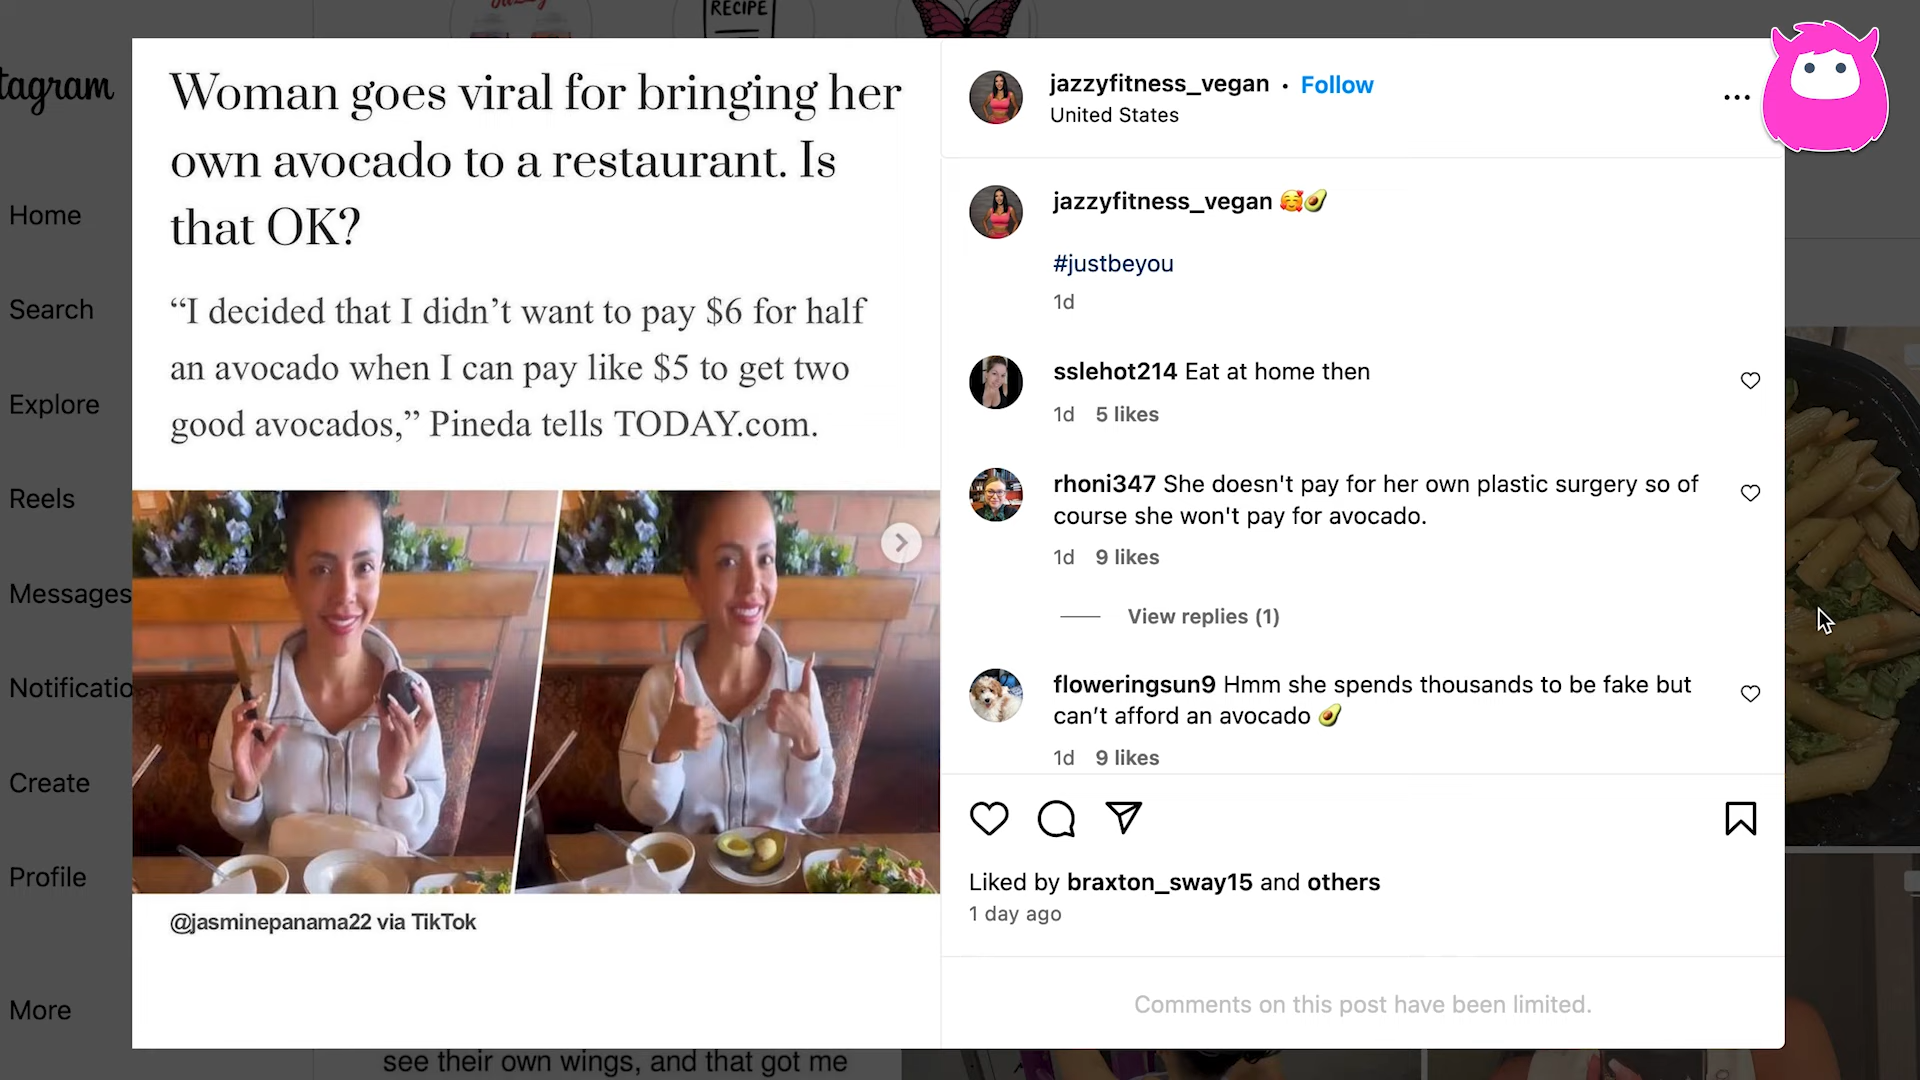 RECIPE
tagram
Home
Search
Explore
Reels
Messages
Notificatio
Create
Profile
More
Woman goes viral for bringing her
own avocado to a restaurant. Is
that OK?
“I decided that I didn’t want to pay $6 for half
an avocado when I can pay like $5 to get two
good avocados,” Pineda tells TODAY.com.
@jasminepanama22 via TikTok
jazzyfitness_vegan • Follow
United States
jazzyfitness_vegan 🥰🥑
#justbeyou
1d
sslehot214 Eat at home then
1d 5 likes
rhoni347 She doesn't pay for her own plastic surgery so of
course she won't pay for avocado.
1d 9 likes
View replies (1)
floweringsun9 Hmm she spends thousands to be fake but
can’t afford an avocado 🥑
1d 9 likes
Liked by braxton_sway15 and others
1 day ago
Comments on this post have been limited.
see their own wings, and that got me